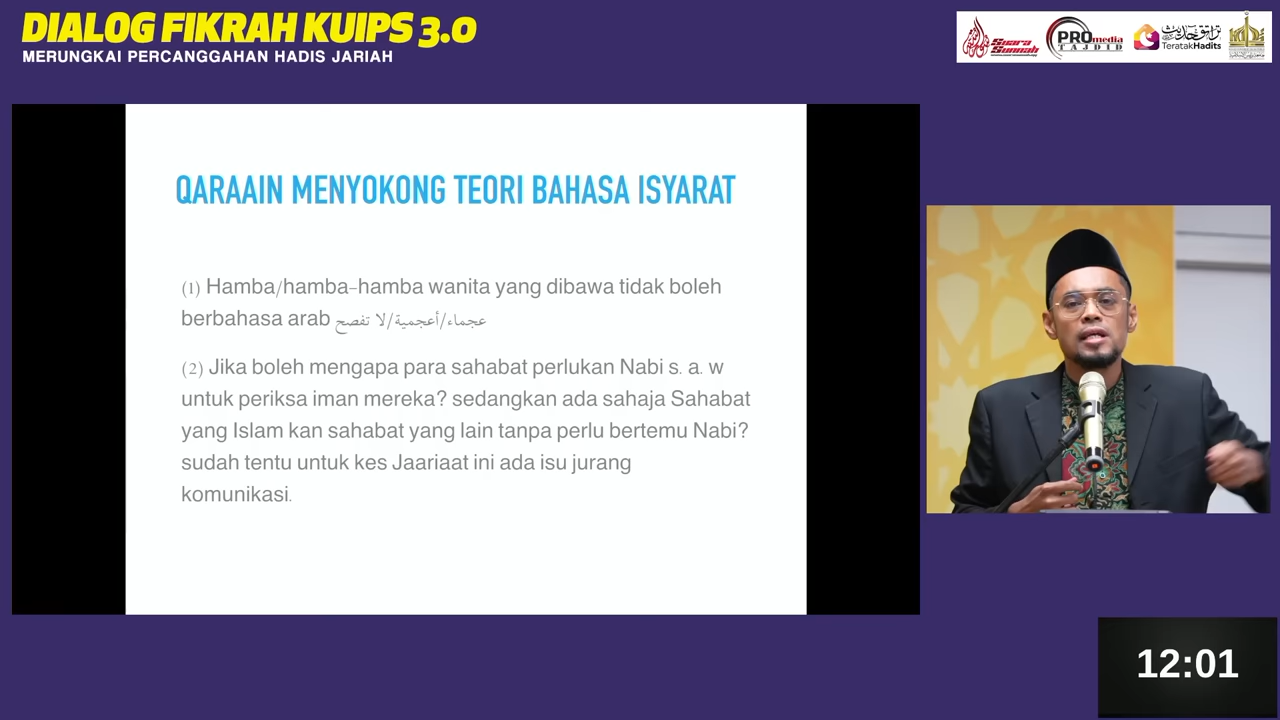 DIALOG FIKRAH KUIPS 3.0
MERUNGKAI PERCANGGAHAN HADIS JARIAH
Suara Sunnah
PROmedia
TAJDID
TeratakHadits
QARAAIN MENYOKONG TEORI BAHASA ISYARAT
(1) Hamba/hamba-hamba wanita yang dibawa tidak boleh
berbahasa arab عجماء/أعجمية/لا تفصح
(2) Jika boleh mengapa para sahabat perlukan Nabi s. a. w
untuk periksa iman mereka? sedangkan ada sahaja Sahabat
yang Islam kan sahabat yang lain tanpa perlu bertemu Nabi?
sudah tentu untuk kes Jaariaat ini ada isu jurang
komunikasi.
12:01